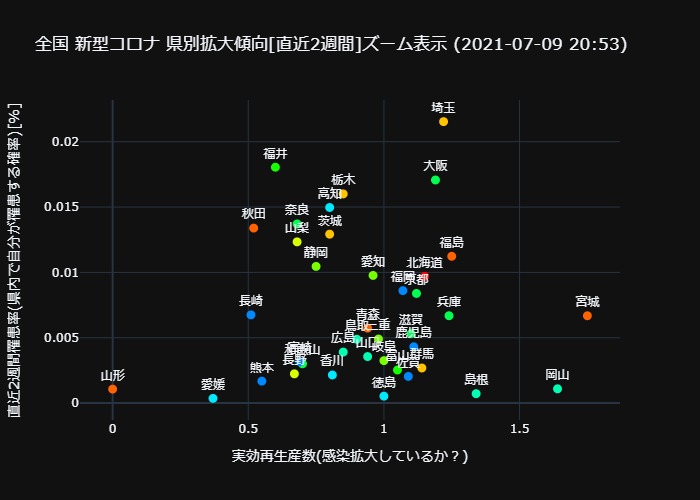 全国 新型コロナ 県別拡大傾向[直近2週間]ズーム表示 (2021-07-09 20:53)
直近2週間罹患率(県内で自分が罹患する確率)[%]
埼玉
0.02
福井
大阪
栃木
高知
0.015
秋田
奈良
茨城
山梨
静岡
福島
愛知
北海道
0.01
福岡
京都
長崎
兵庫
宮城
青森
滋賀
鳥取
三重
鹿児島
0.005
広島
山口
岐阜
宮崎
和歌山
長野
富山
群馬
熊本
香川
佐賀
山形
愛媛
徳島
島根
岡山
0
0
0.5
1
1.5
実効再生産数(感染拡大しているか？)